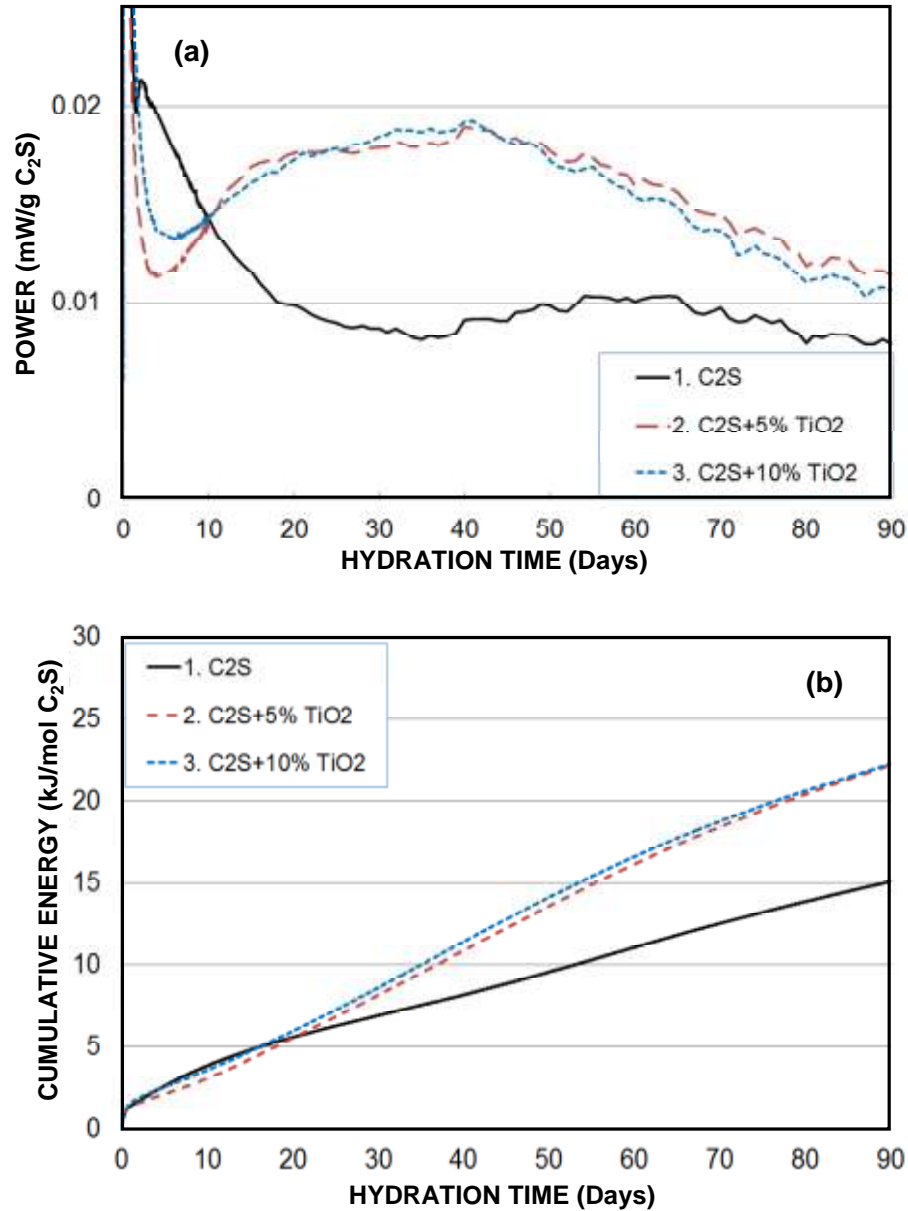 (a)
0.02
0.01
0
POWER (mW/g C₂S)
1. C2S
2. C2S+5% TiO2
3. C2S+10% TiO2
0 10 20 30 40 50 60 70 80 90
HYDRATION TIME (Days)
30
25
20
15
10
5
0
CUMULATIVE ENERGY (kJ/mol C₂S)
1. C2S
2. C2S+5% TiO2
3. C2S+10% TiO2
(b)
0 10 20 30 40 50 60 70 80 90
HYDRATION TIME (Days)